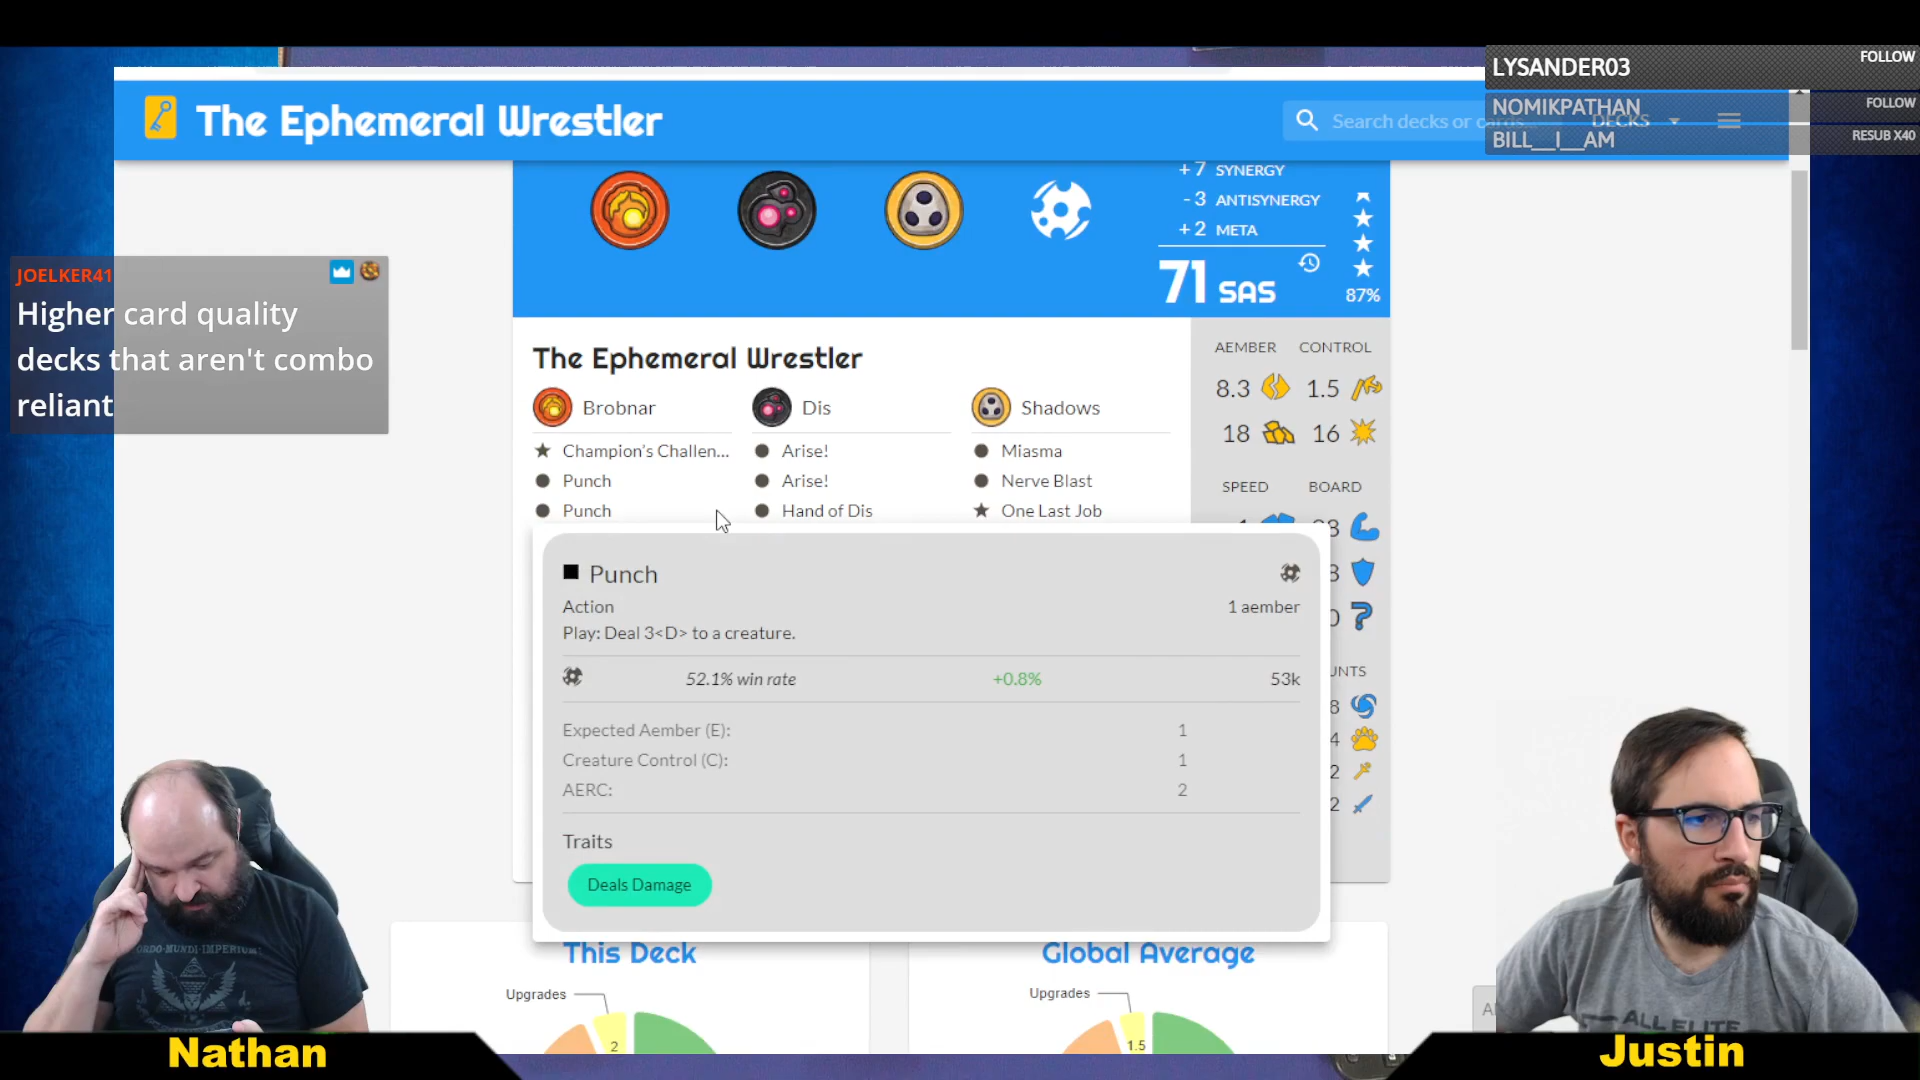 LYSANDER03
FOLLOW
NOMIKPATHAN
FOLLOW
BILL__I__AM
RESUB X40
The Ephemeral Wrestler
Search decks or cards...
DECKS
+7 SYNERGY
-3 ANTISYNERGY
+2 META
71 SAS
87%
JOELKER41
Higher card quality
decks that aren't combo
reliant
The Ephemeral Wrestler
AEMBER
CONTROL
8.3
1.5
18
16
SPEED
BOARD
Brobnar
Dis
Shadows
Champion's Challen...
Arise!
Miasma
Punch
Arise!
Nerve Blast
Punch
Hand of Dis
One Last Job
Punch
Action
1 aember
Play: Deal 3<D> to a creature.
52.1% win rate
+0.8%
53k
Expected Aember (E):
1
Creature Control (C):
1
AERC:
2
Traits
Deals Damage
This Deck
Global Average
Upgrades
Upgrades
2
1.5
ORDO·MUNDI·IMPERIUM
ALL ELITE
Nathan
Justin